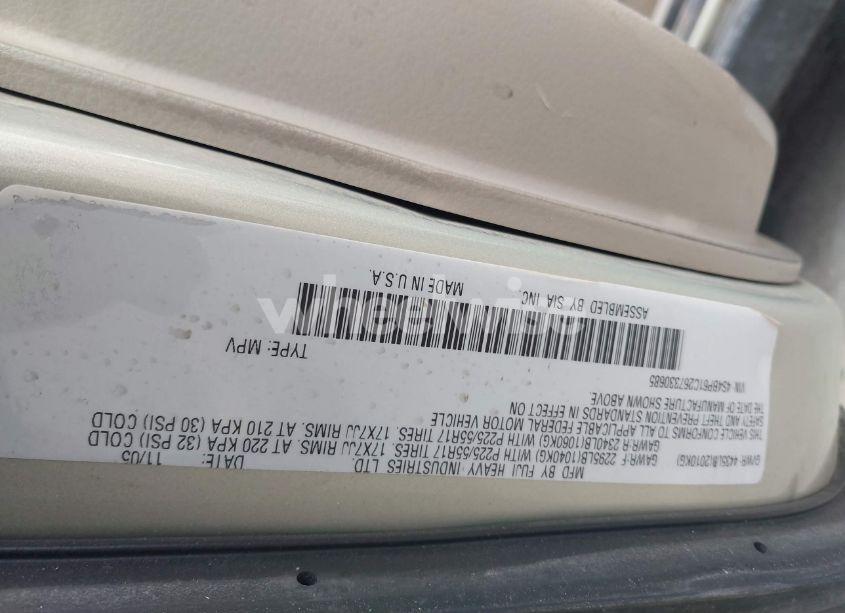 MFD BY FUJI HEAVY INDUSTRIES LTD. DATE: 11/05
GVWR: 4435LB(2010KG)
GAWR-F: 2295LB(1040KG) WITH P225/55R17 TIRES, 17X7JJ RIMS, AT 220 KPA (32 PSI) COLD
GAWR-R: 2340LB(1060KG) WITH P225/55R17 TIRES, 17X7JJ RIMS, AT 210 KPA (30 PSI) COLD
THIS VEHICLE CONFORMS TO ALL APPLICABLE FEDERAL MOTOR VEHICLE
SAFETY AND THEFT PREVENTION STANDARDS IN EFFECT ON
THE DATE OF MANUFACTURE SHOWN ABOVE.
VIN: 4S4BP61C267330685 TYPE: MPV
ASSEMBLED BY SIA INC. MADE IN U.S.A.